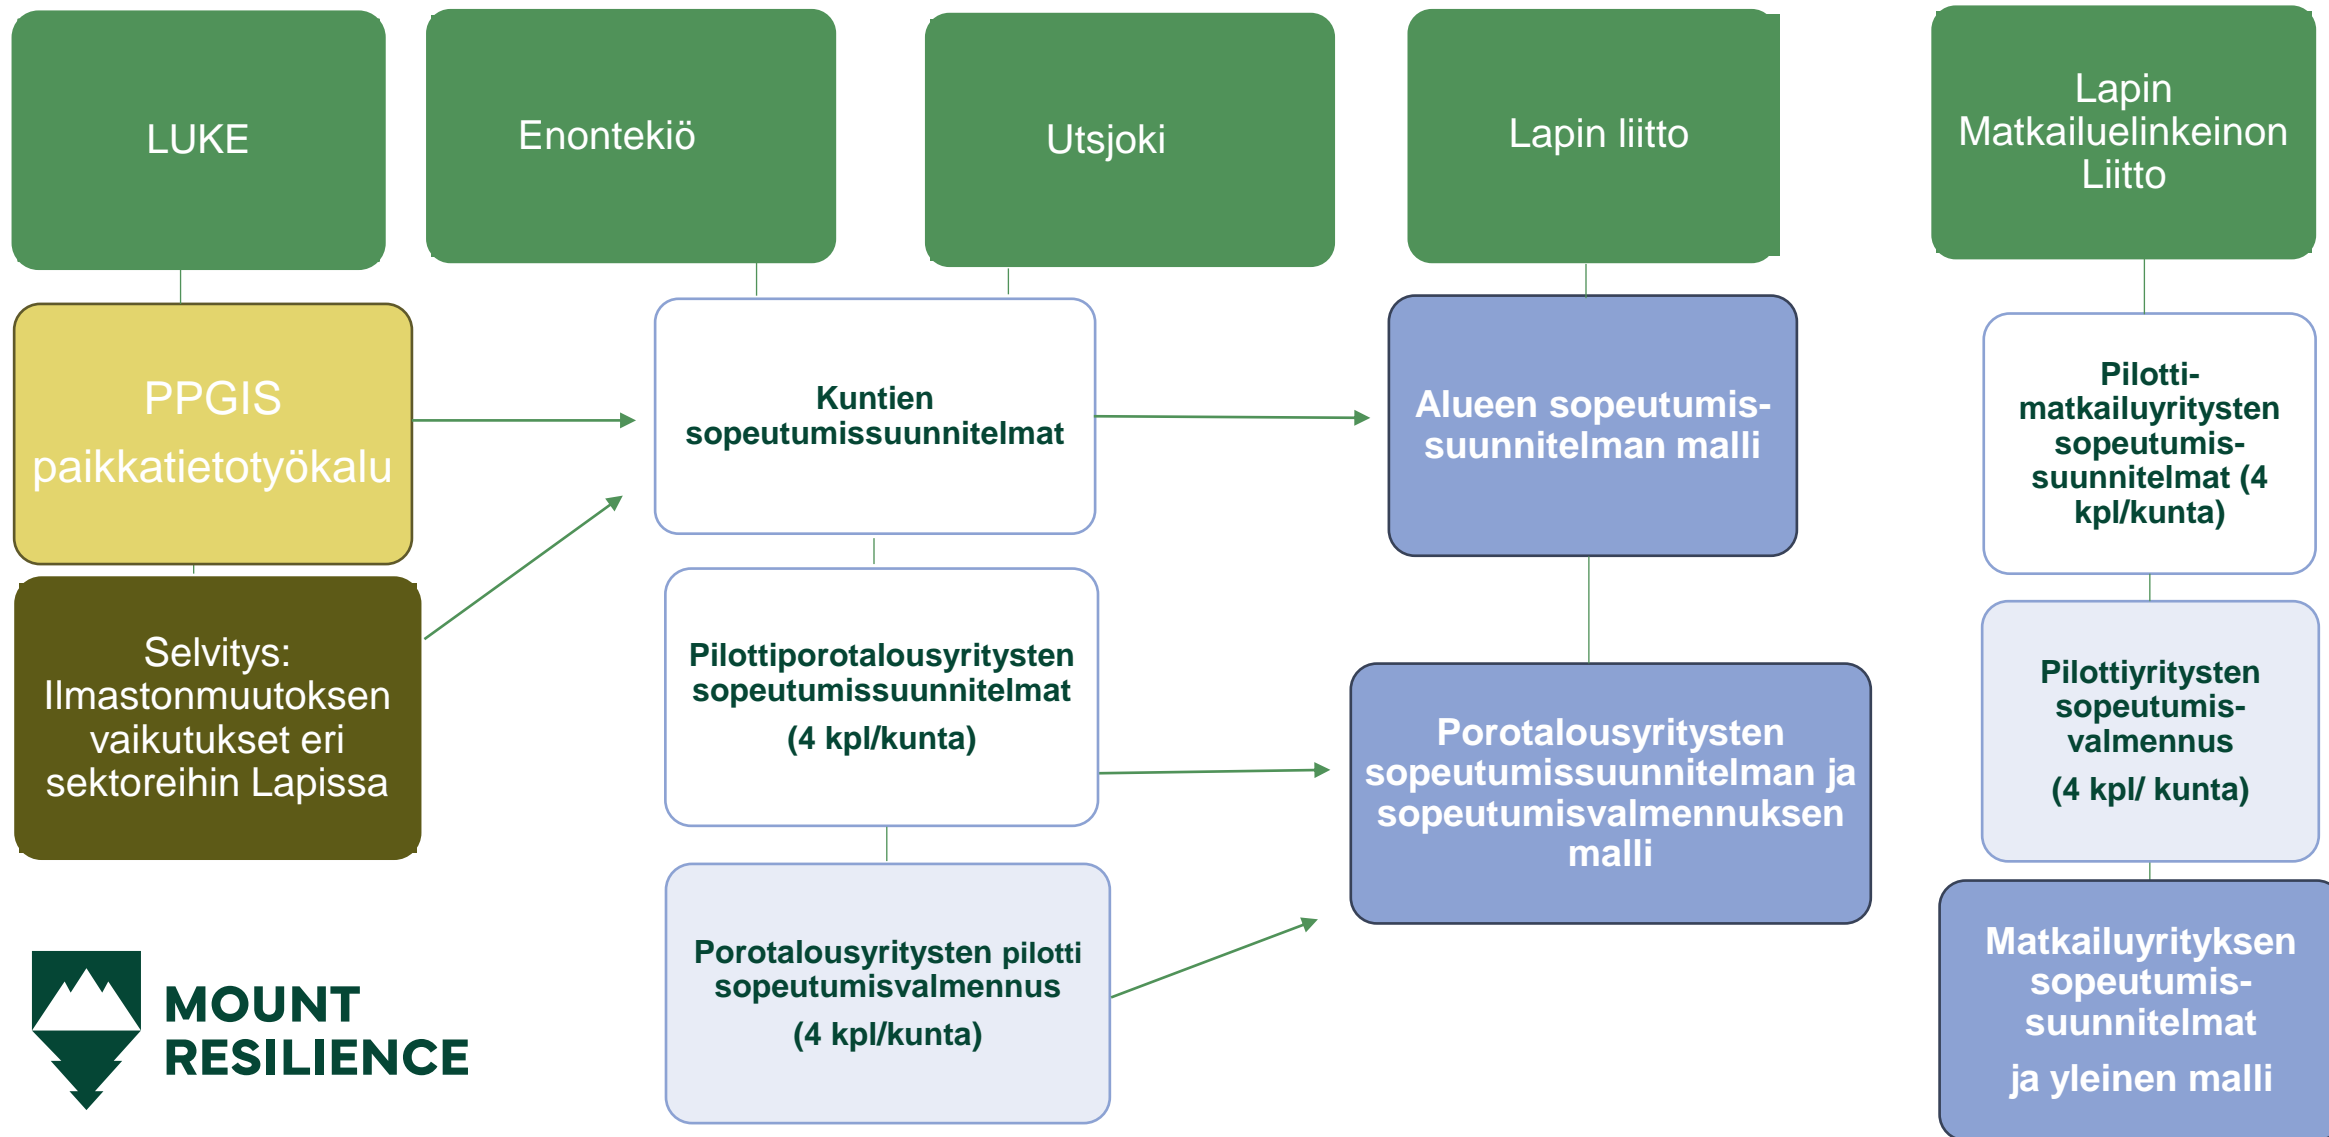 LUKE
Enontekiö
Utsjoki
Lapin liitto
Lapin
Matkailuelinkeinon
Liitto
PPGIS
paikkatietotyökalu
Selvitys:
Ilmastonmuutoksen
vaikutukset eri
sektoreihin Lapissa
Kuntien
sopeutumissuunnitelmat
Pilottiporotalousyritysten
sopeutumissuunnitelmat
(4 kpl/kunta)
Porotalousyritysten pilotti
sopeutumisvalmennus
(4 kpl/kunta)
Alueen sopeutumis-
suunnitelman malli
Porotalousyritysten
sopeutumissuunnitelman ja
sopeutumisvalmennuksen
malli
Pilotti-
matkailuyritysten
sopeutumis-
suunnitelmat (4
kpl/kunta)
Pilottiyritysten
sopeutumis-
valmennus
(4 kpl/ kunta)
Matkailuyrityksen
sopeutumis-
suunnitelmat
ja yleinen malli
MOUNT
RESILIENCE